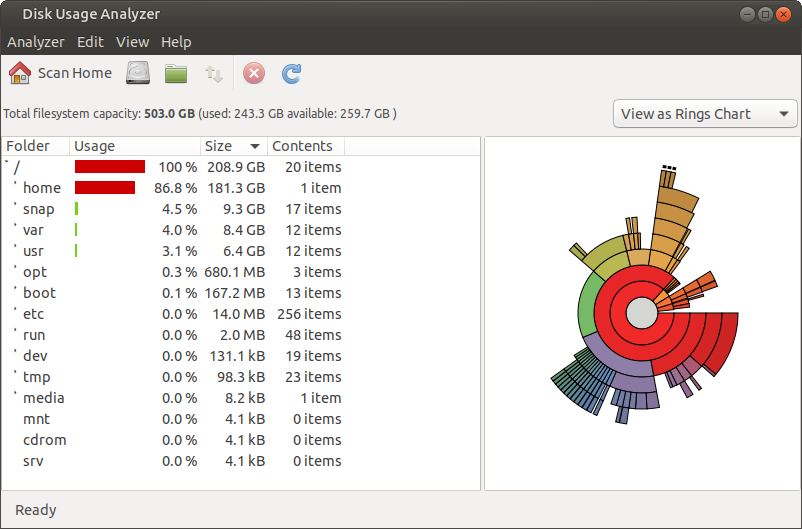 Disk Usage Analyzer
Analyzer Edit View Help
Scan Home
Total filesystem capacity: 503.0 GB (used: 243.3 GB available: 259.7 GB )
View as Rings Chart
Folder Usage Size Contents
/ 100 % 208.9 GB 20 items
home 86.8 % 181.3 GB 1 item
snap 4.5 % 9.3 GB 17 items
var 4.0 % 8.4 GB 12 items
usr 3.1 % 6.4 GB 12 items
opt 0.3 % 680.1 MB 3 items
boot 0.1 % 167.2 MB 13 items
etc 0.0 % 14.0 MB 256 items
run 0.0 % 2.0 MB 48 items
dev 0.0 % 131.1 kB 19 items
tmp 0.0 % 98.3 kB 23 items
media 0.0 % 8.2 kB 1 item
mnt 0.0 % 4.1 kB 0 items
cdrom 0.0 % 4.1 kB 0 items
srv 0.0 % 4.1 kB 0 items
Ready